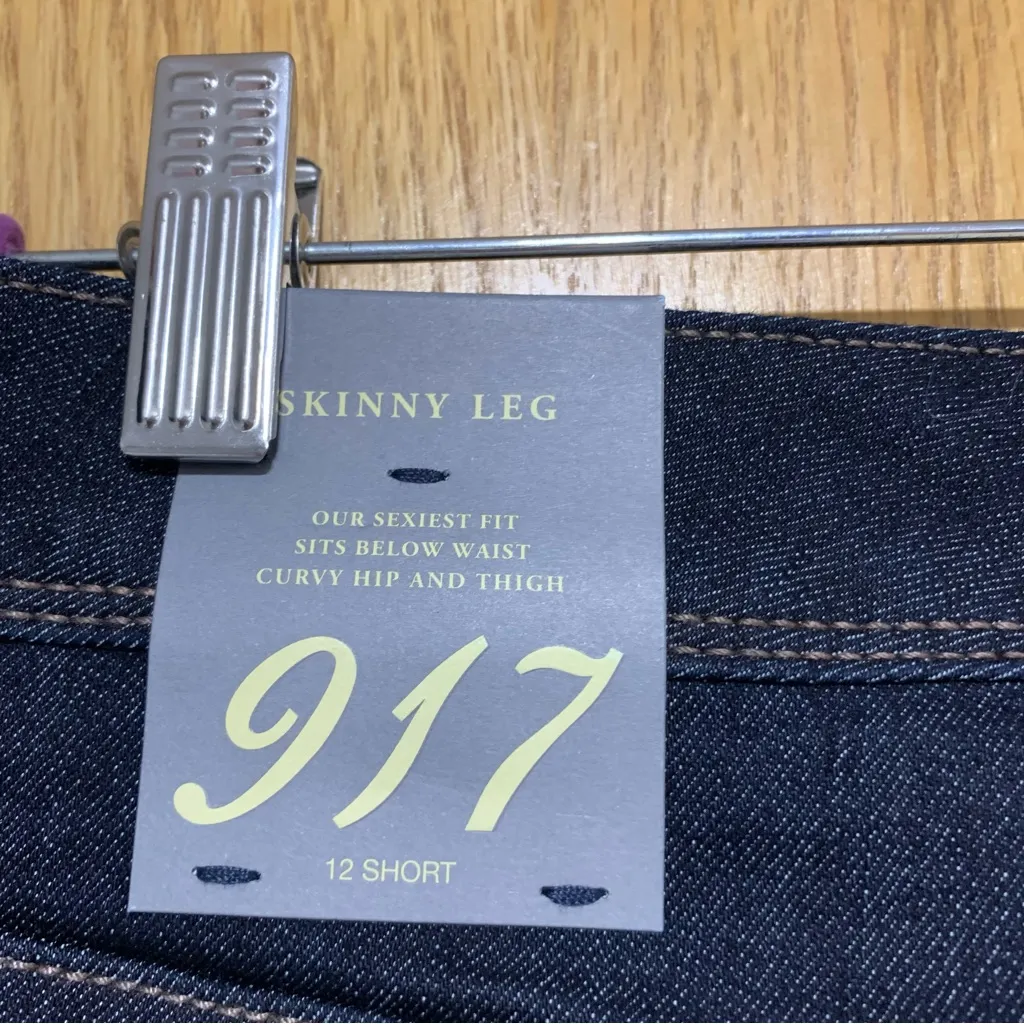 SKINNY LEG
OUR SEXIEST FIT
SITS BELOW WAIST
CURVY HIP AND THIGH
917
12 SHORT